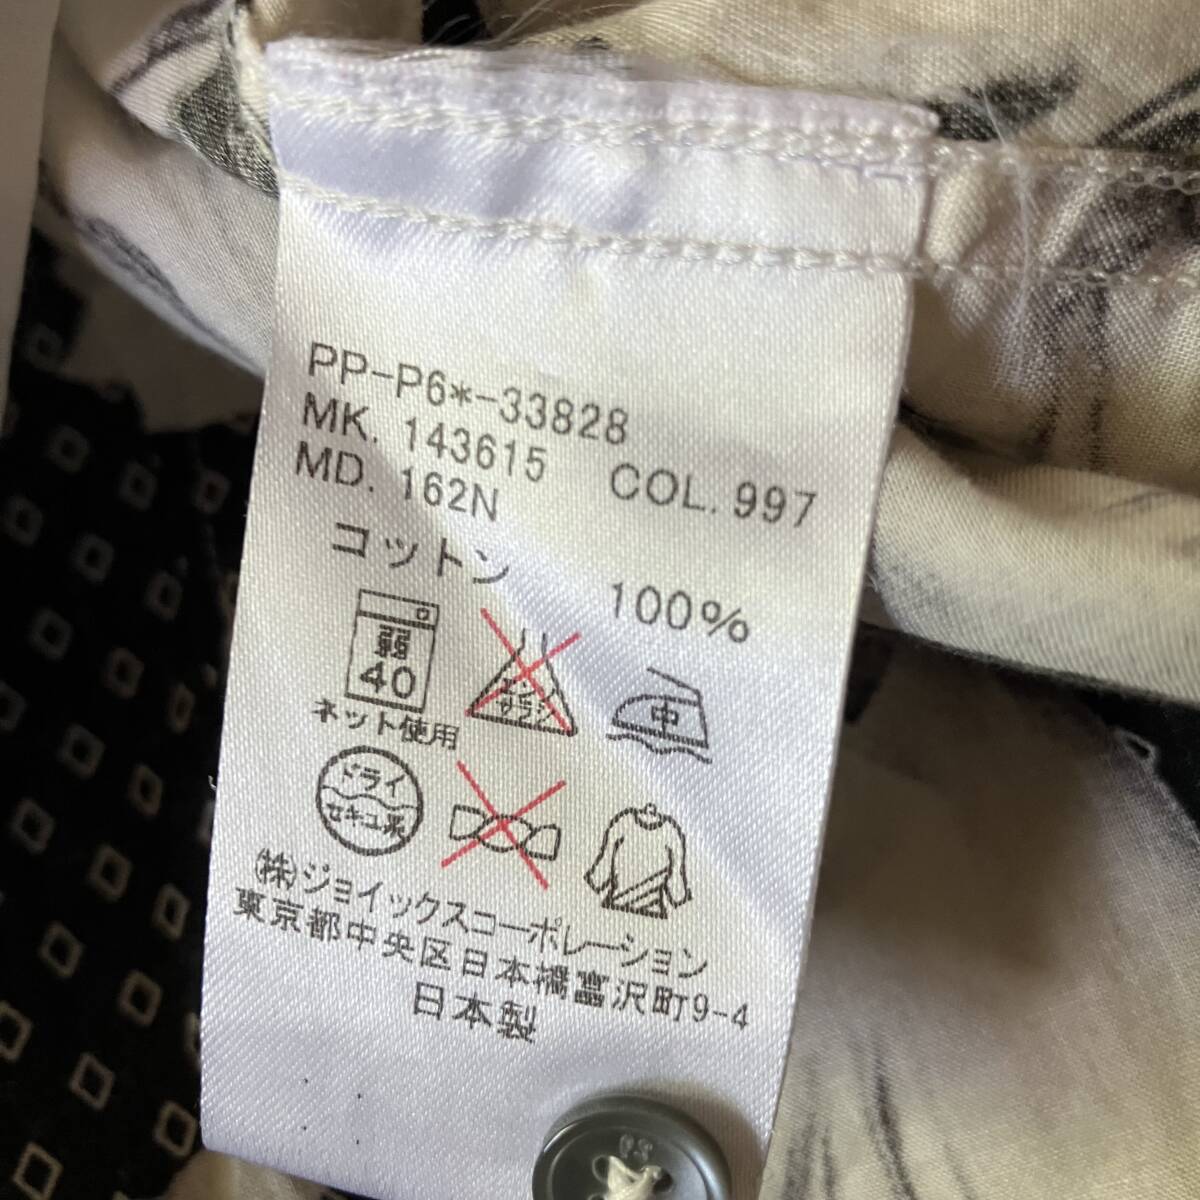 PP-P6*-33828
MK. 143615 COL. 997
MD. 162N
コットン 100%
弱
40
ネット使用
エンソ
サラシ
中
ドライ
セキユ系
(株)ジョイックスコーポレーション
東京都中央区日本橋富沢町9-4
日本製